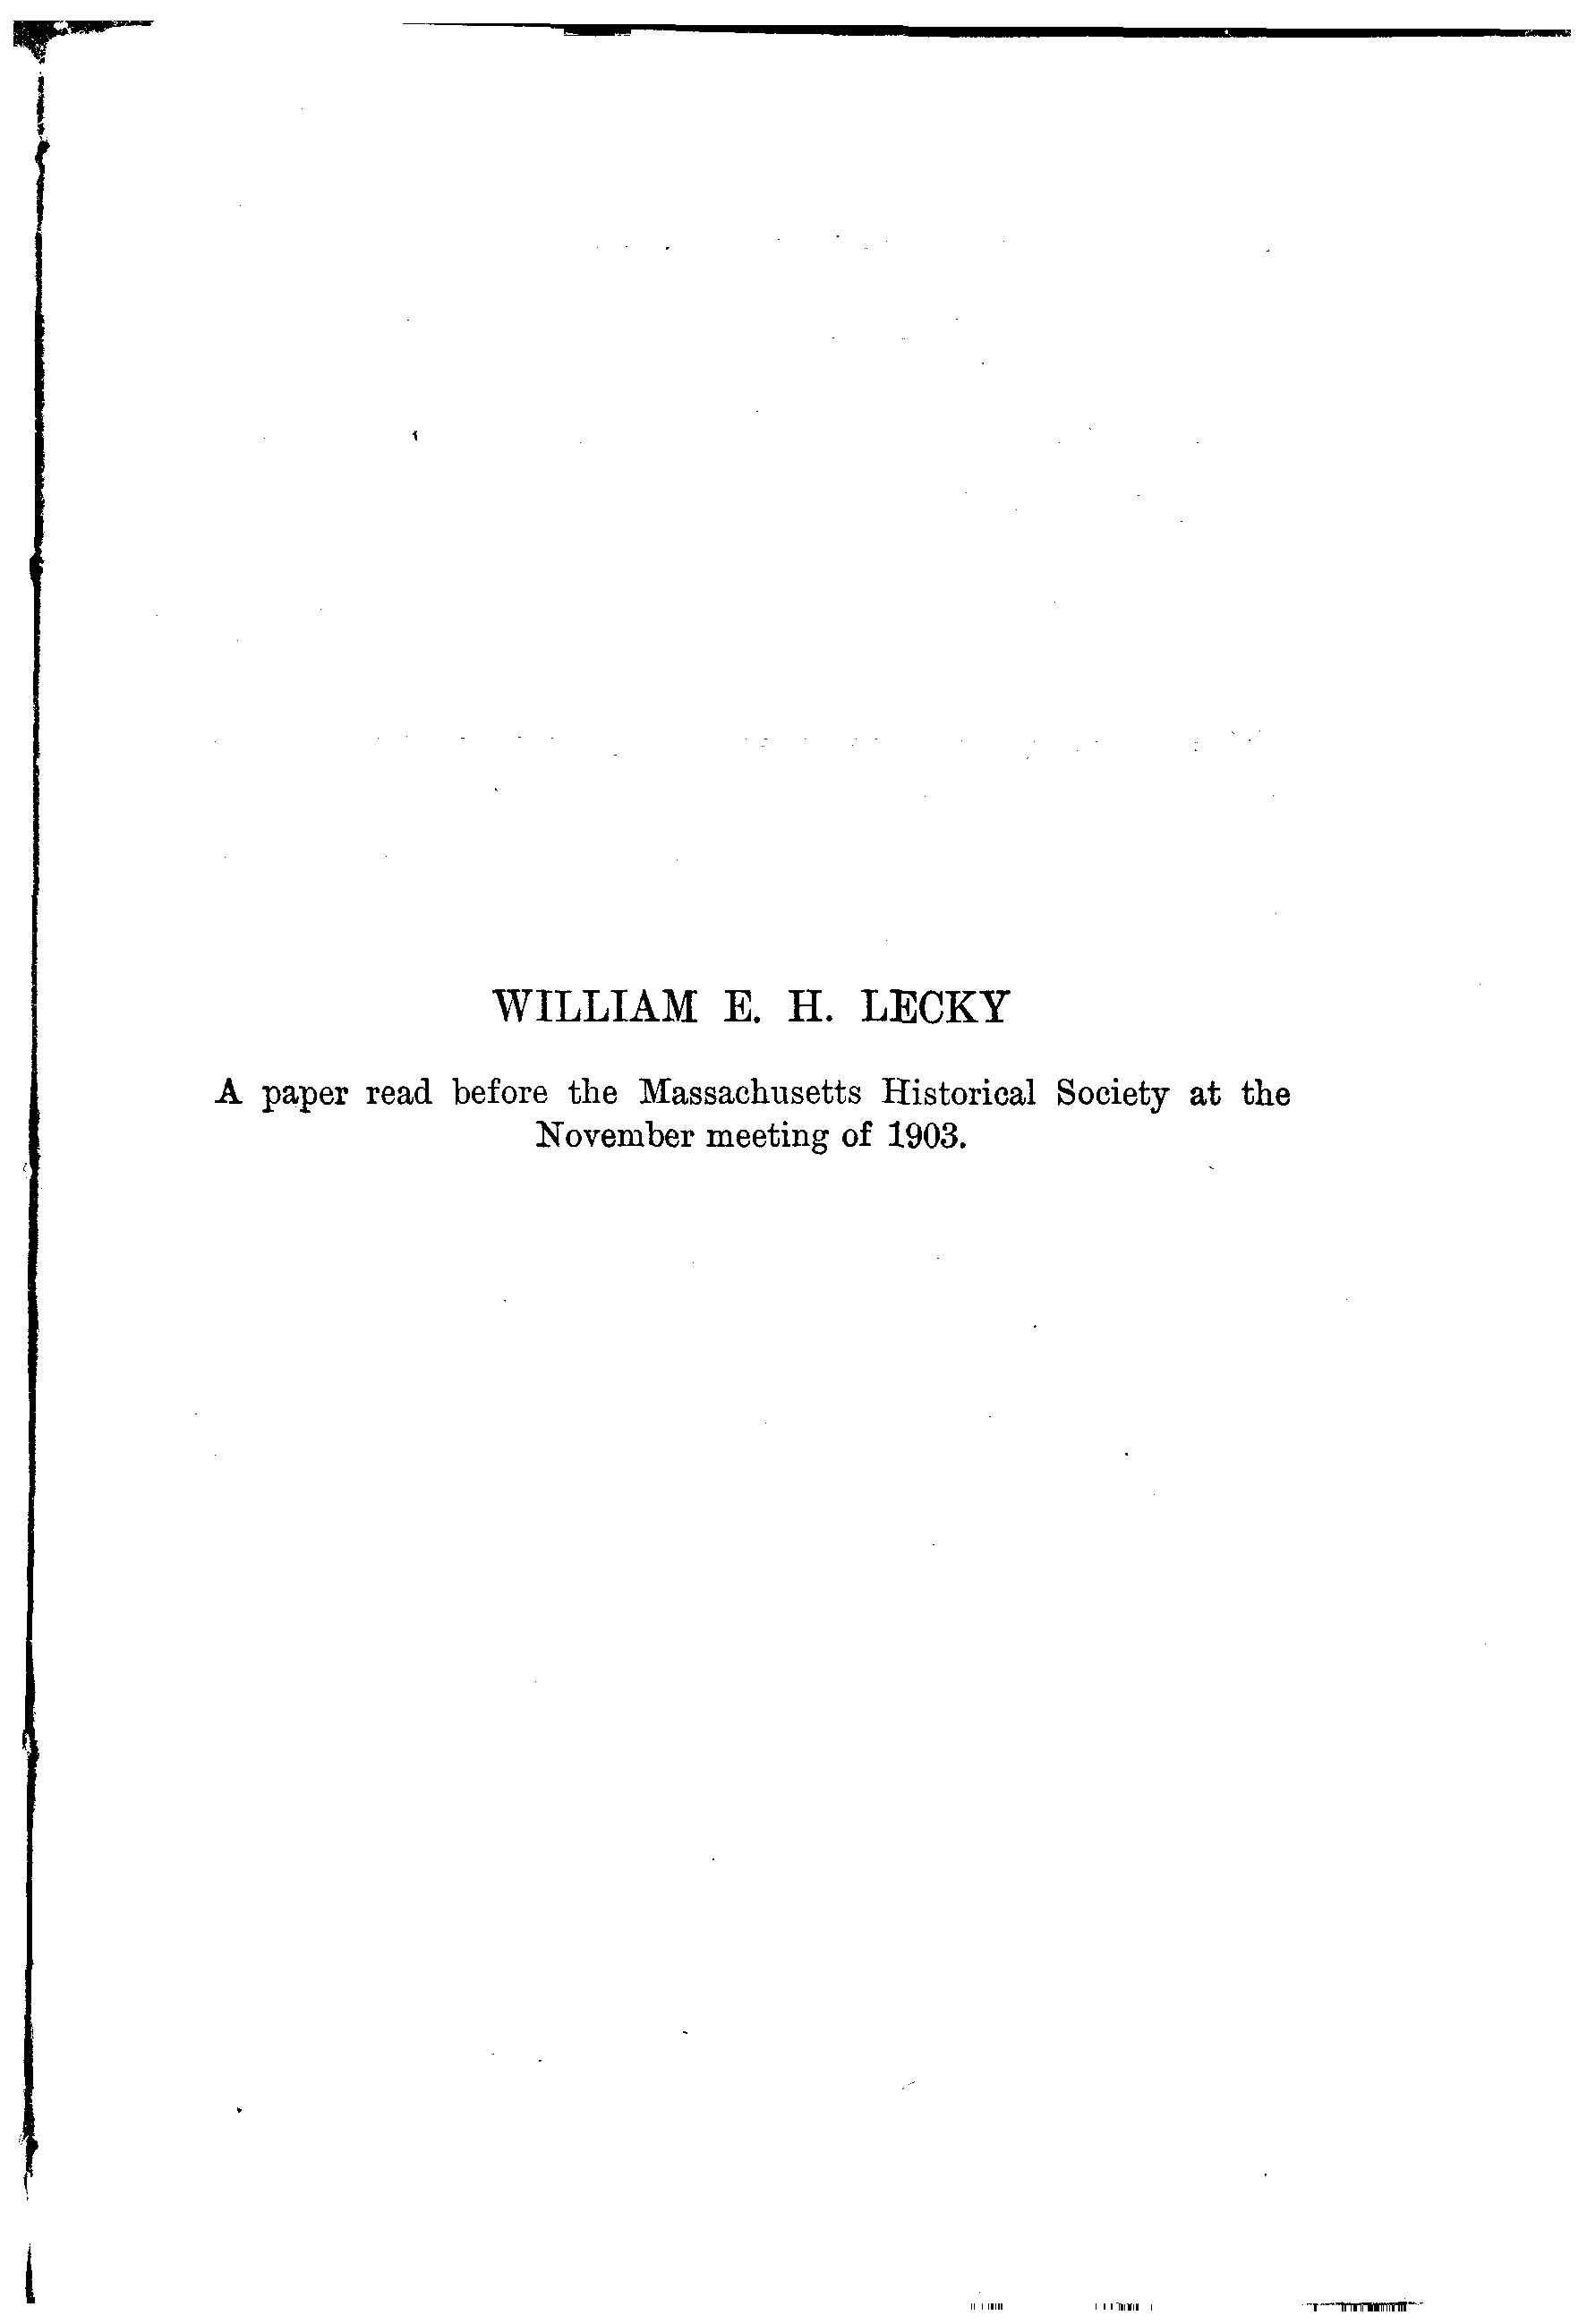 WILLIAM E. H. LECKY
A paper read before the Massachusetts Historical Society at the
November meeting of 1903.